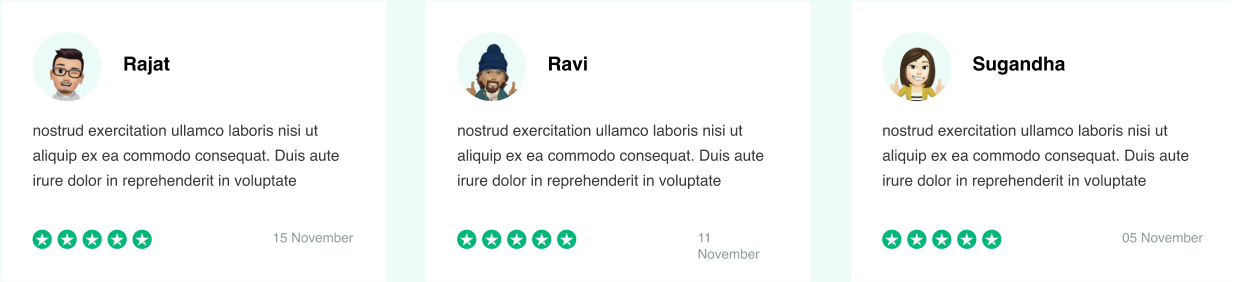 Rajat
nostrud exercitation ullamco laboris nisi ut
aliquip ex ea commodo consequat. Duis aute
irure dolor in reprehenderit in voluptate
15 November
Ravi
nostrud exercitation ullamco laboris nisi ut
aliquip ex ea commodo consequat. Duis aute
irure dolor in reprehenderit in voluptate
11
November
Sugandha
nostrud exercitation ullamco laboris nisi ut
aliquip ex ea commodo consequat. Duis aute
irure dolor in reprehenderit in voluptate
05 November